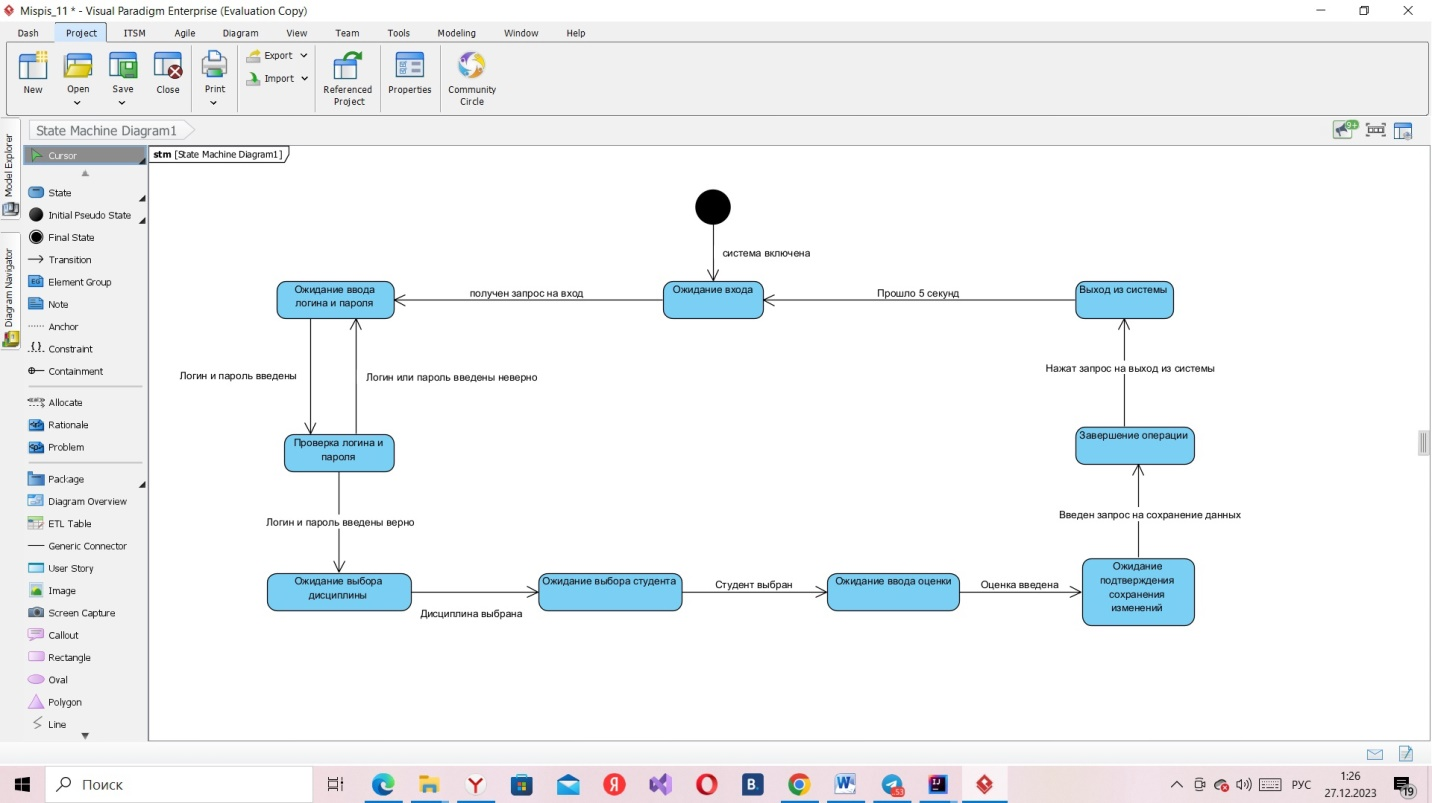 Mispis_11 * - Visual Paradigm Enterprise (Evaluation Copy)
Dash Project ITSM Agile Diagram View Team Tools Modeling Window Help
New Open Save Close Print Export Import Referenced Project Properties Community Circle
State Machine Diagram1
Model Explorer
Diagram Navigator
Cursor
State
Initial Pseudo State
Final State
Transition
Element Group
Note
Anchor
Constraint
Containment
Allocate
Rationale
Problem
Package
Diagram Overview
ETL Table
Generic Connector
User Story
Image
Screen Capture
Callout
Rectangle
Oval
Polygon
Line
stm [State Machine Diagram1]
система включена
Ожидание ввода
логина и пароля
получен запрос на вход
Ожидание входа
Прошло 5 секунд
Выход из системы
Логин и пароль введены
Логин или пароль введены неверно
Нажат запрос на выход из системы
Проверка логина и
пароля
Завершение операции
Логин и пароль введены верно
Введен запрос на сохранение данных
Ожидание выбора
дисциплины
Дисциплина выбрана
Ожидание выбора студента
Студент выбран
Ожидание ввода оценки
Оценка введена
Ожидание
подтверждения
сохранения
изменений
Поиск
РУС
1:26
27.12.2023
19